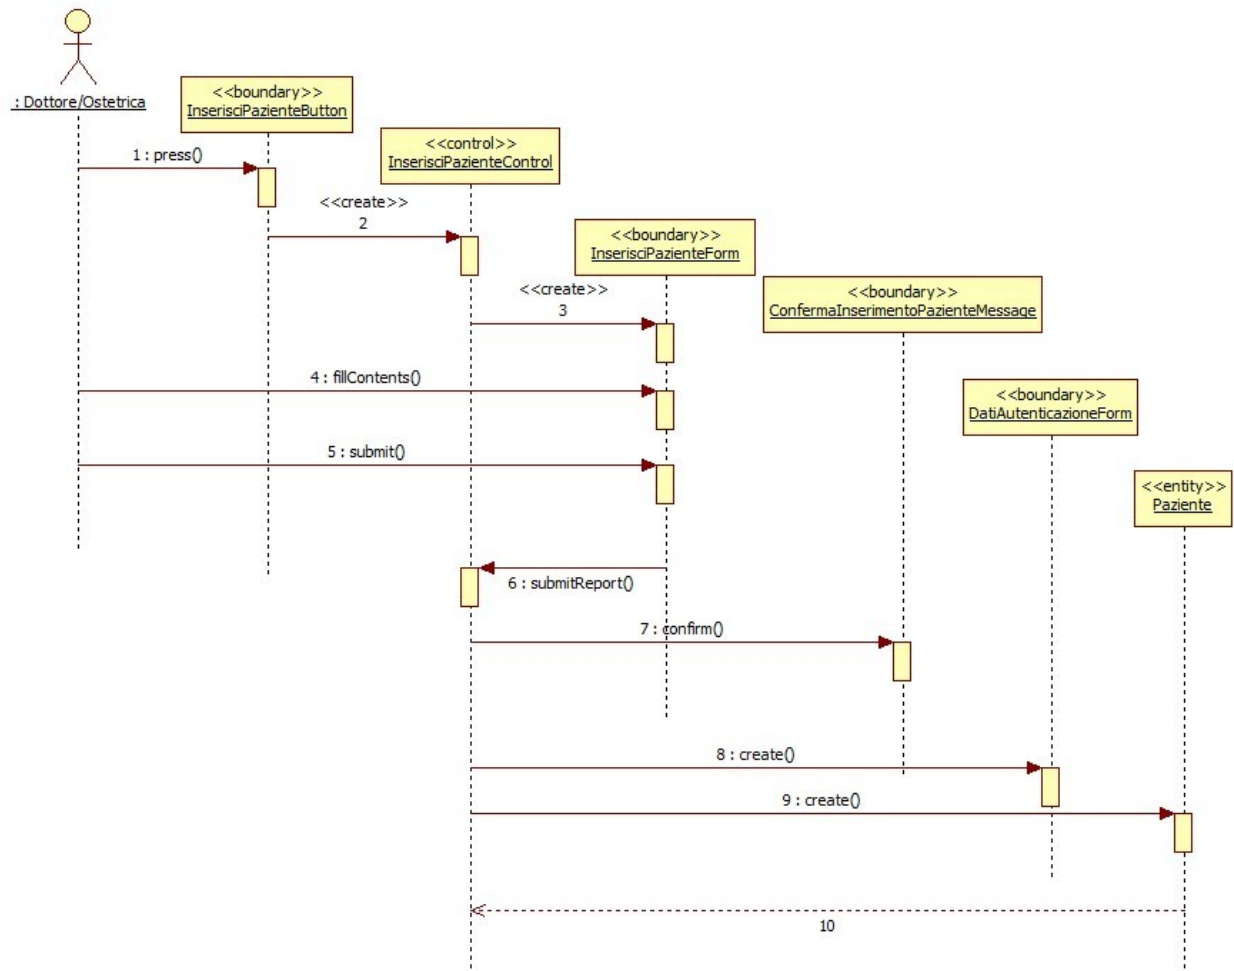 : Dottore/Ostetrica
<<boundary>>
InserisciPazienteButton
<<control>>
InserisciPazienteControl
1 : press()
<<create>>
2
<<boundary>>
InserisciPazienteForm
<<create>>
3
<<boundary>>
ConfermaInserimentoPazienteMessage
4 : fillContents()
<<boundary>>
DatiAutenticazioneForm
5 : submit()
<<entity>>
Paziente
6 : submitReport()
7 : confirm()
8 : create()
9 : create()
10